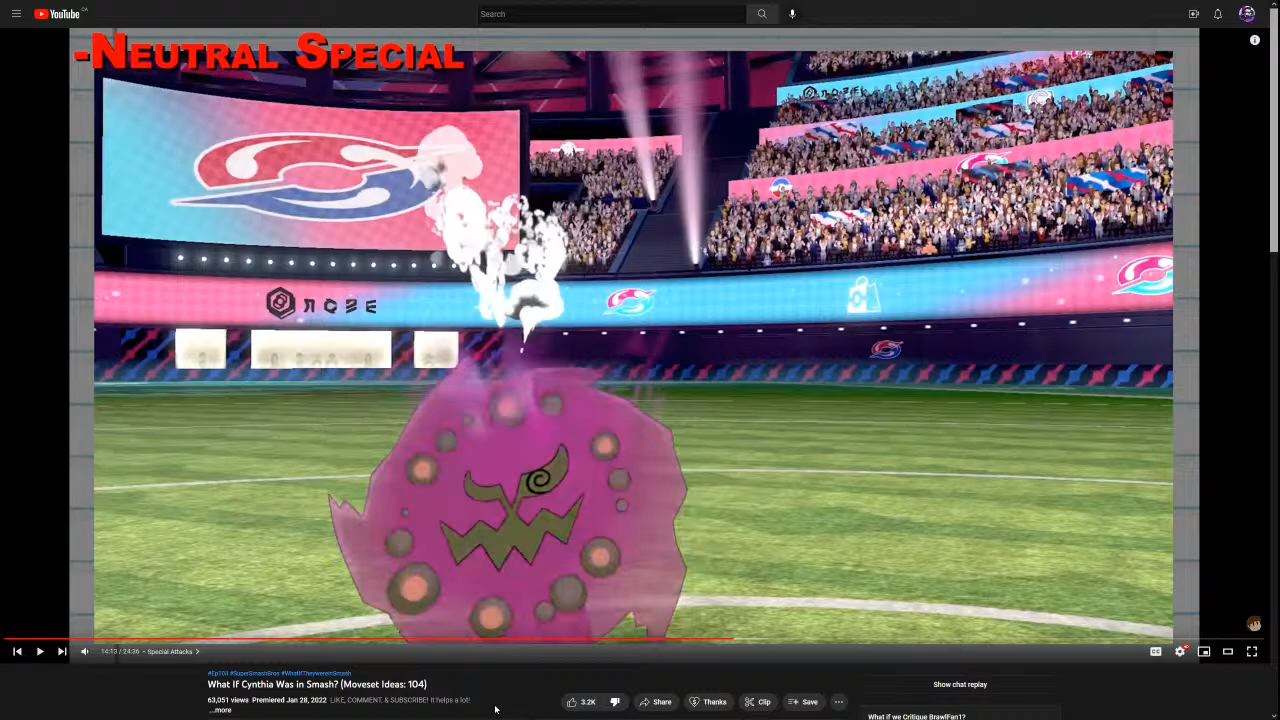 YouTube CA
Search
-Neutral Special
14:13 / 24:36 • Special Attacks >
#Ep104 #SuperSmashBros #WhatIfTheywereinSmash
What If Cynthia Was in Smash? (Moveset Ideas: 104)
63,051 views Premiered Jan 28, 2022 LIKE, COMMENT, & SUBSCRIBE! It helps a lot!
...more
3.2K
Share
Thanks
Clip
Save
Show chat replay
What if we Critique BrawlFan1?